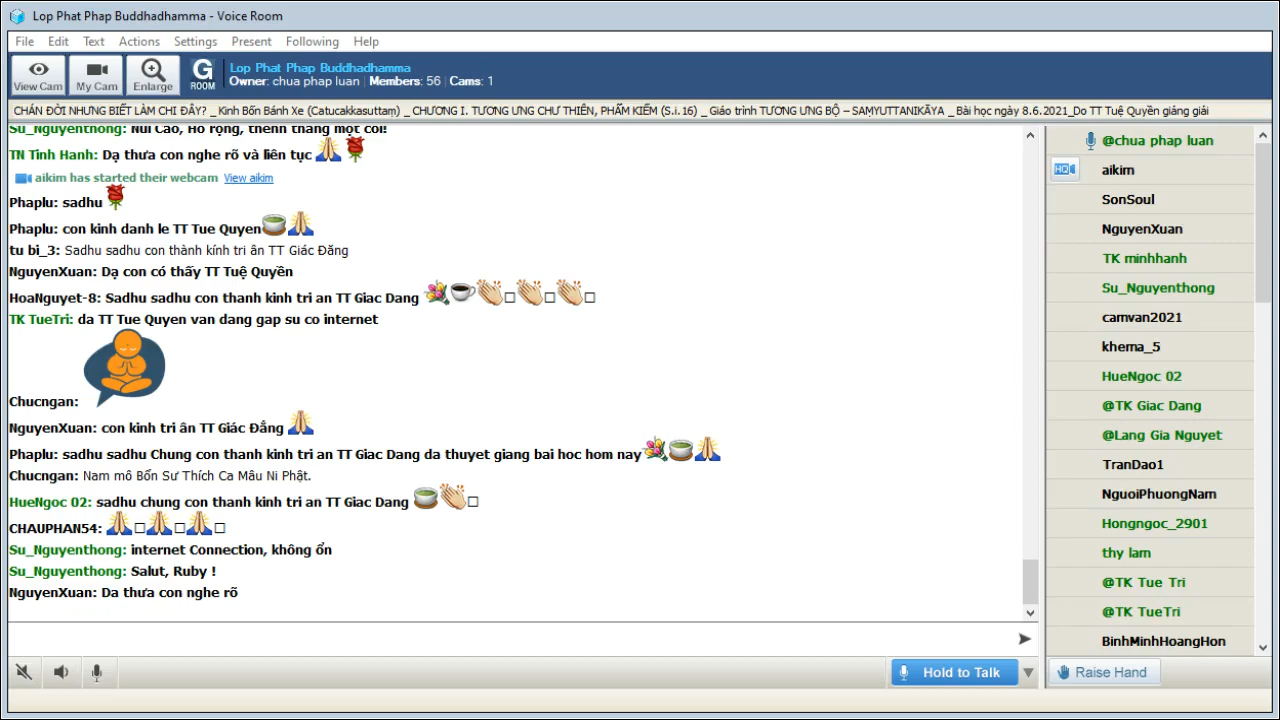 Lop Phat Phap Buddhadhamma - Voice Room
File Edit Text Actions Settings Present Following Help
View Cam My Cam Enlarge G ROOM
Lop Phat Phap Buddhadhamma
Owner: chua phap luan | Members: 56 | Cams: 1
CHÁN ĐỜI NHƯNG BIẾT LÀM CHI ĐÂY? _ Kinh Bốn Bánh Xe (Catucakkasuttaṃ) _CHƯƠNG I. TƯƠNG ƯNG CHƯ THIÊN, PHẨM KIẾM (S.i.16) _Giáo trình TƯƠNG ƯNG BỘ – SAṂYUTTANIKĀYA _Bài học ngày 8.6.2021_Do TT Tuệ Quyền giảng giải
Su_Nguyenthong: Núi Cao, Hồ rộng, thênh thang một cõi!
TN Tinh Hanh: Dạ thưa con nghe rõ và liên tục
aikim has started their webcam View aikim
Phaplu: sadhu
Phaplu: con kinh danh le TT Tue Quyen
tu bi_3: Sadhu sadhu con thành kính tri ân TT Giác Đăng
NguyenXuan: Dạ con có thấy TT Tuệ Quyền
HoaNguyet-8: Sadhu sadhu con thanh kinh tri an TT Giac Dang
TK TueTri: da TT Tue Quyen van dang gap su co internet
Chucngan:
NguyenXuan: con kinh tri ân TT Giác Đẳng
Phaplu: sadhu sadhu Chung con thanh kinh tri an TT Giac Dang da thuyet giang bai hoc hom nay
Chucngan: Nam mô Bổn Sư Thích Ca Mâu Ni Phật.
HueNgoc 02: sadhu chung con thanh kinh tri an TT Giac Dang
CHAUPHAN54:
Su_Nguyenthong: internet Connection, không ổn
Su_Nguyenthong: Salut, Ruby !
NguyenXuan: Da thưa con nghe rõ
@chua phap luan
HQ aikim
SonSoul
NguyenXuan
TK minhhanh
Su_Nguyenthong
camvan2021
khema_5
HueNgoc 02
@TK Giac Dang
@Lang Gia Nguyet
TranDao1
NguoiPhuongNam
Hongngoc_2901
thy lam
@TK Tue Tri
@TK TueTri
BinhMinhHoangHon
Hold to Talk
Raise Hand